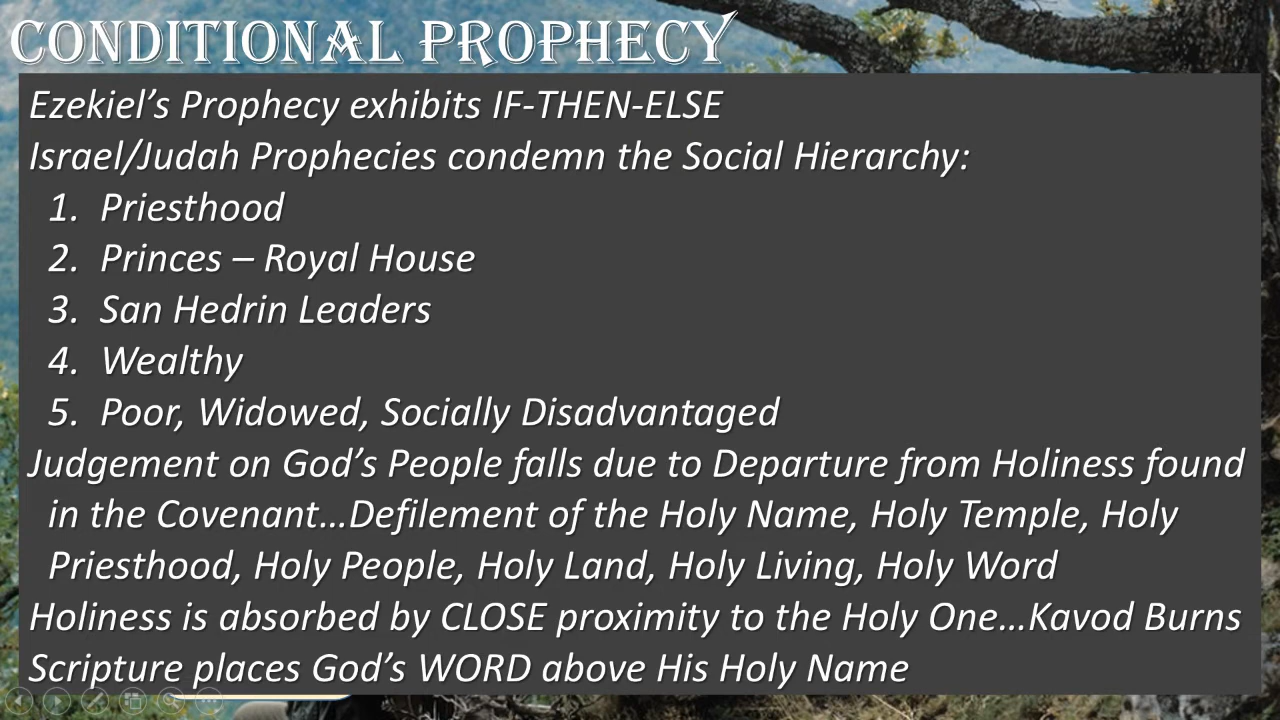 CONDITIONAL PROPHECY
Ezekiel’s Prophecy exhibits IF-THEN-ELSE
Israel/Judah Prophecies condemn the Social Hierarchy:
1. Priesthood
2. Princes – Royal House
3. San Hedrin Leaders
4. Wealthy
5. Poor, Widowed, Socially Disadvantaged
Judgement on God’s People falls due to Departure from Holiness found
in the Covenant…Defilement of the Holy Name, Holy Temple, Holy
Priesthood, Holy People, Holy Land, Holy Living, Holy Word
Holiness is absorbed by CLOSE proximity to the Holy One…Kavod Burns
Scripture places God’s WORD above His Holy Name